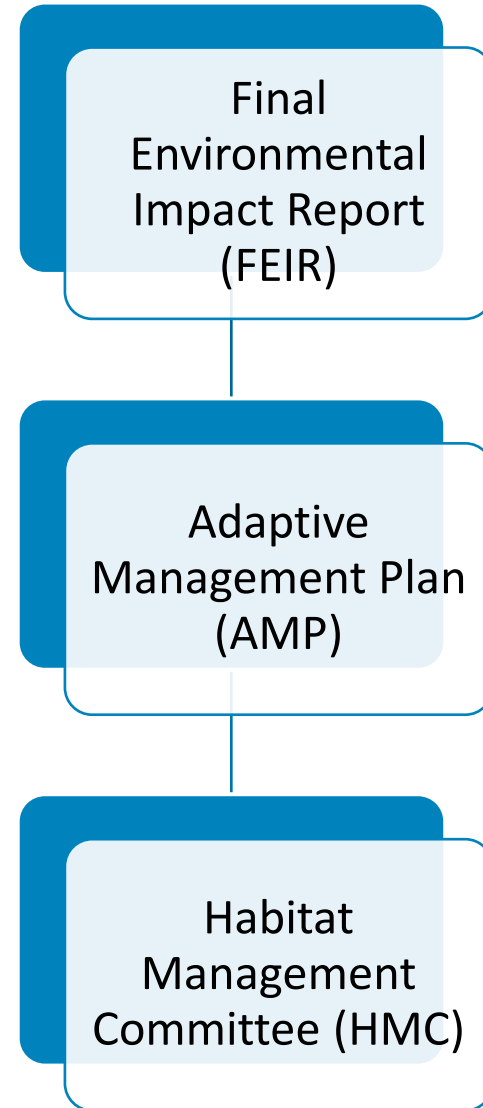 Final
Environmental
Impact Report
(FEIR)
Adaptive
Management Plan
(AMP)
Habitat
Management
Committee (HMC)